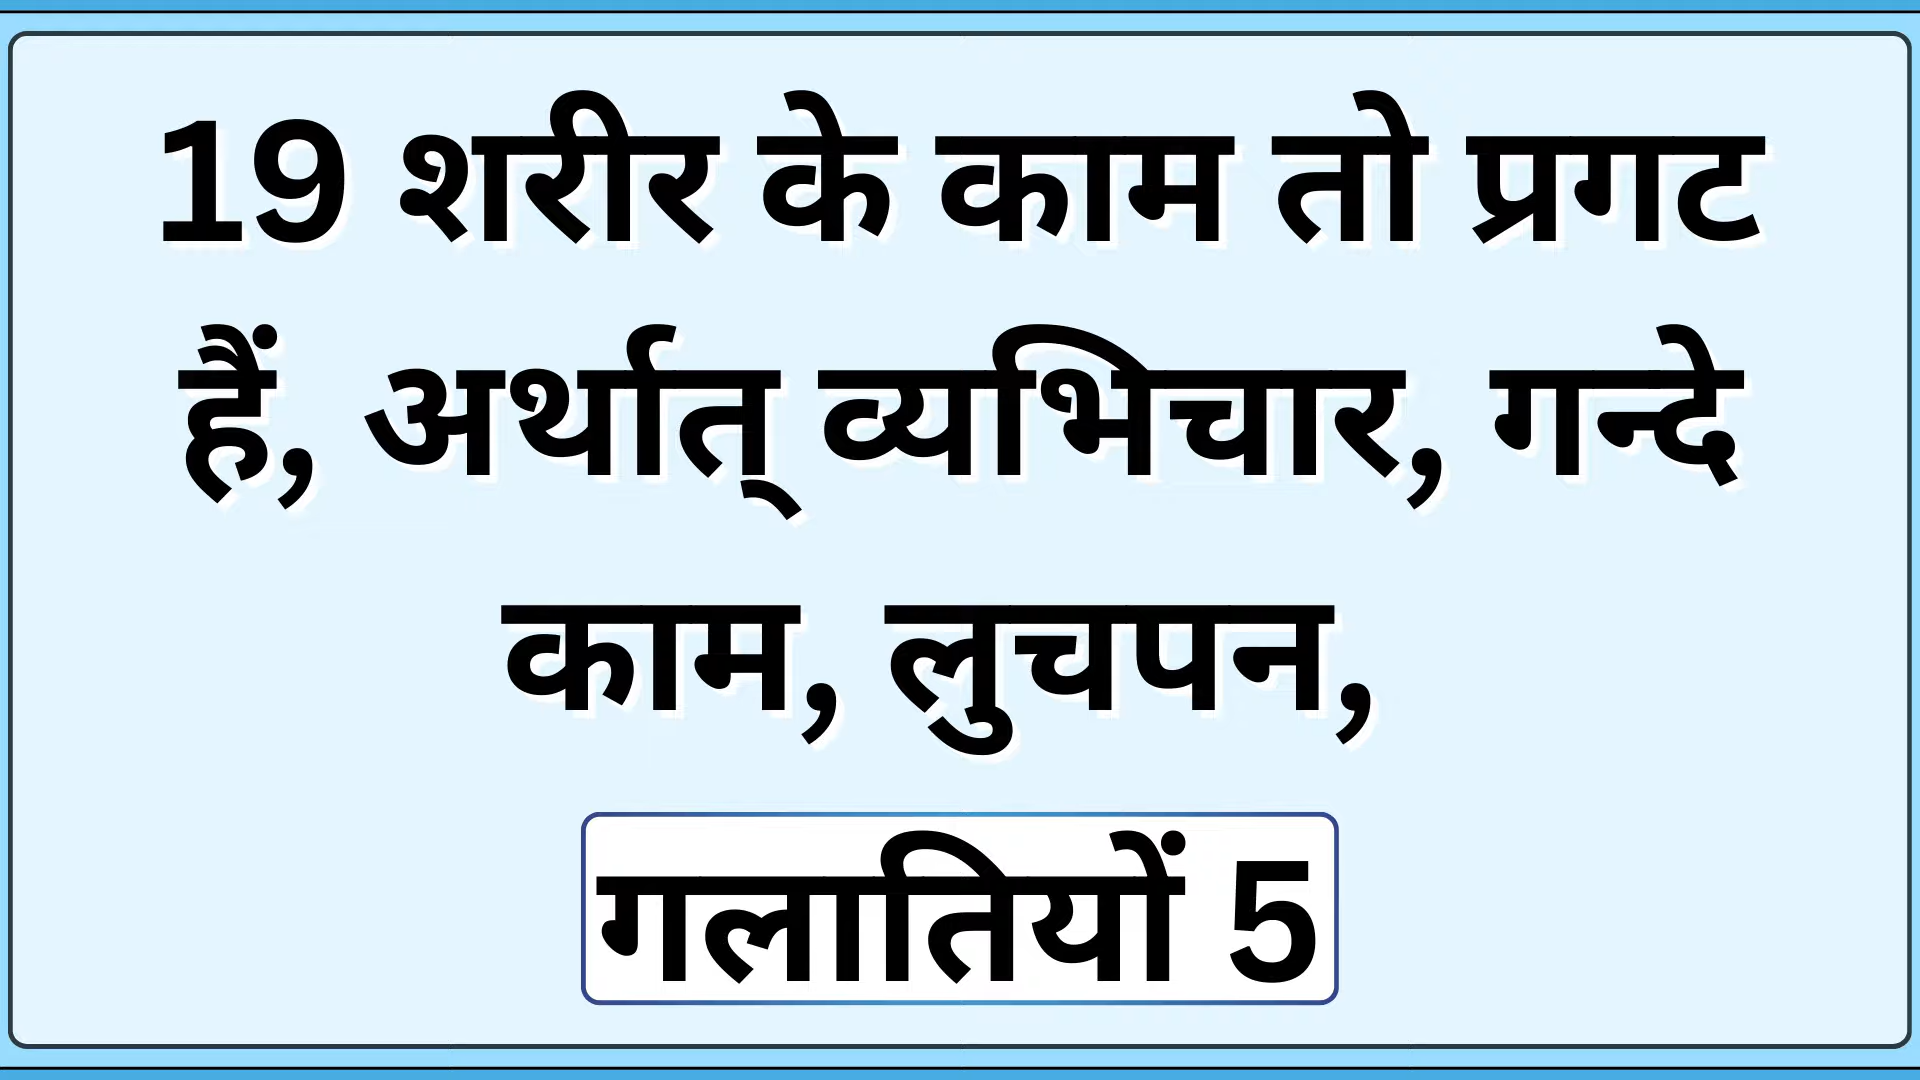 19 शरीर के काम तो प्रगट
हैं, अर्थात् व्यभिचार, गन्दे
काम, लुचपन,
गलातियों 5